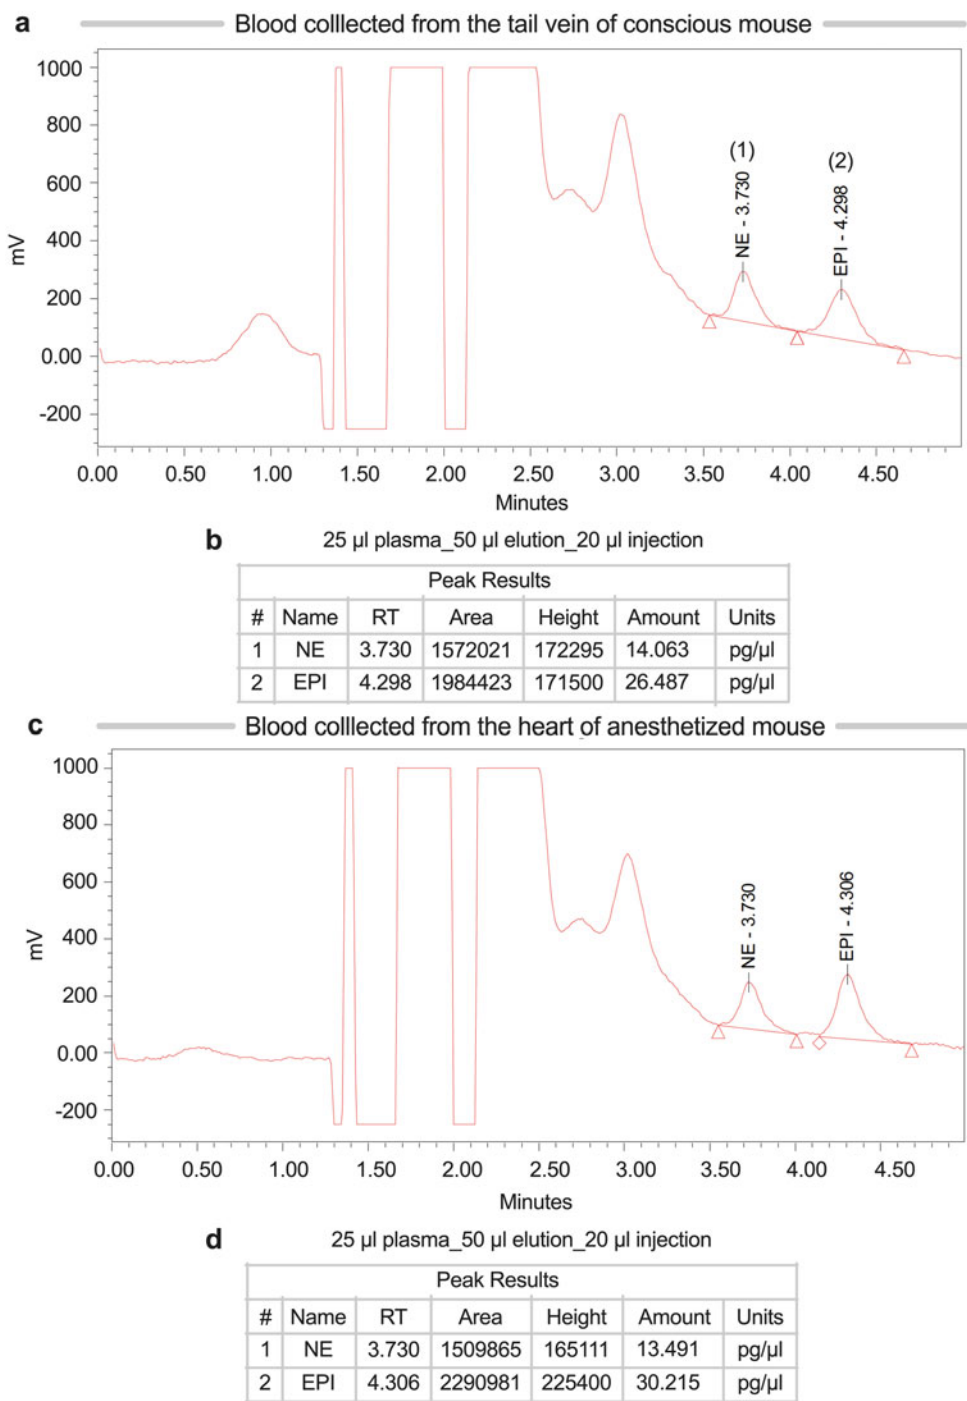 a Blood colllected from the tail vein of conscious mouse
1000
800
600
400
200
0.00
-200
mV
NE - 3.730 (1)
EPI - 4.298 (2)
0.00 0.50 1.00 1.50 2.00 2.50 3.00 3.50 4.00 4.50
Minutes
b 25 µl plasma_50 µl elution_20 µl injection
Peak Results
# Name RT Area Height Amount Units
1 NE 3.730 1572021 172295 14.063 pg/µl
2 EPI 4.298 1984423 171500 26.487 pg/µl
c Blood colllected from the heart of anesthetized mouse
1000
800
600
400
200
0.00
-200
mV
NE - 3.730
EPI - 4.306
0.00 0.50 1.00 1.50 2.00 2.50 3.00 3.50 4.00 4.50
Minutes
d 25 µl plasma_50 µl elution_20 µl injection
Peak Results
# Name RT Area Height Amount Units
1 NE 3.730 1509865 165111 13.491 pg/µl
2 EPI 4.306 2290981 225400 30.215 pg/µl